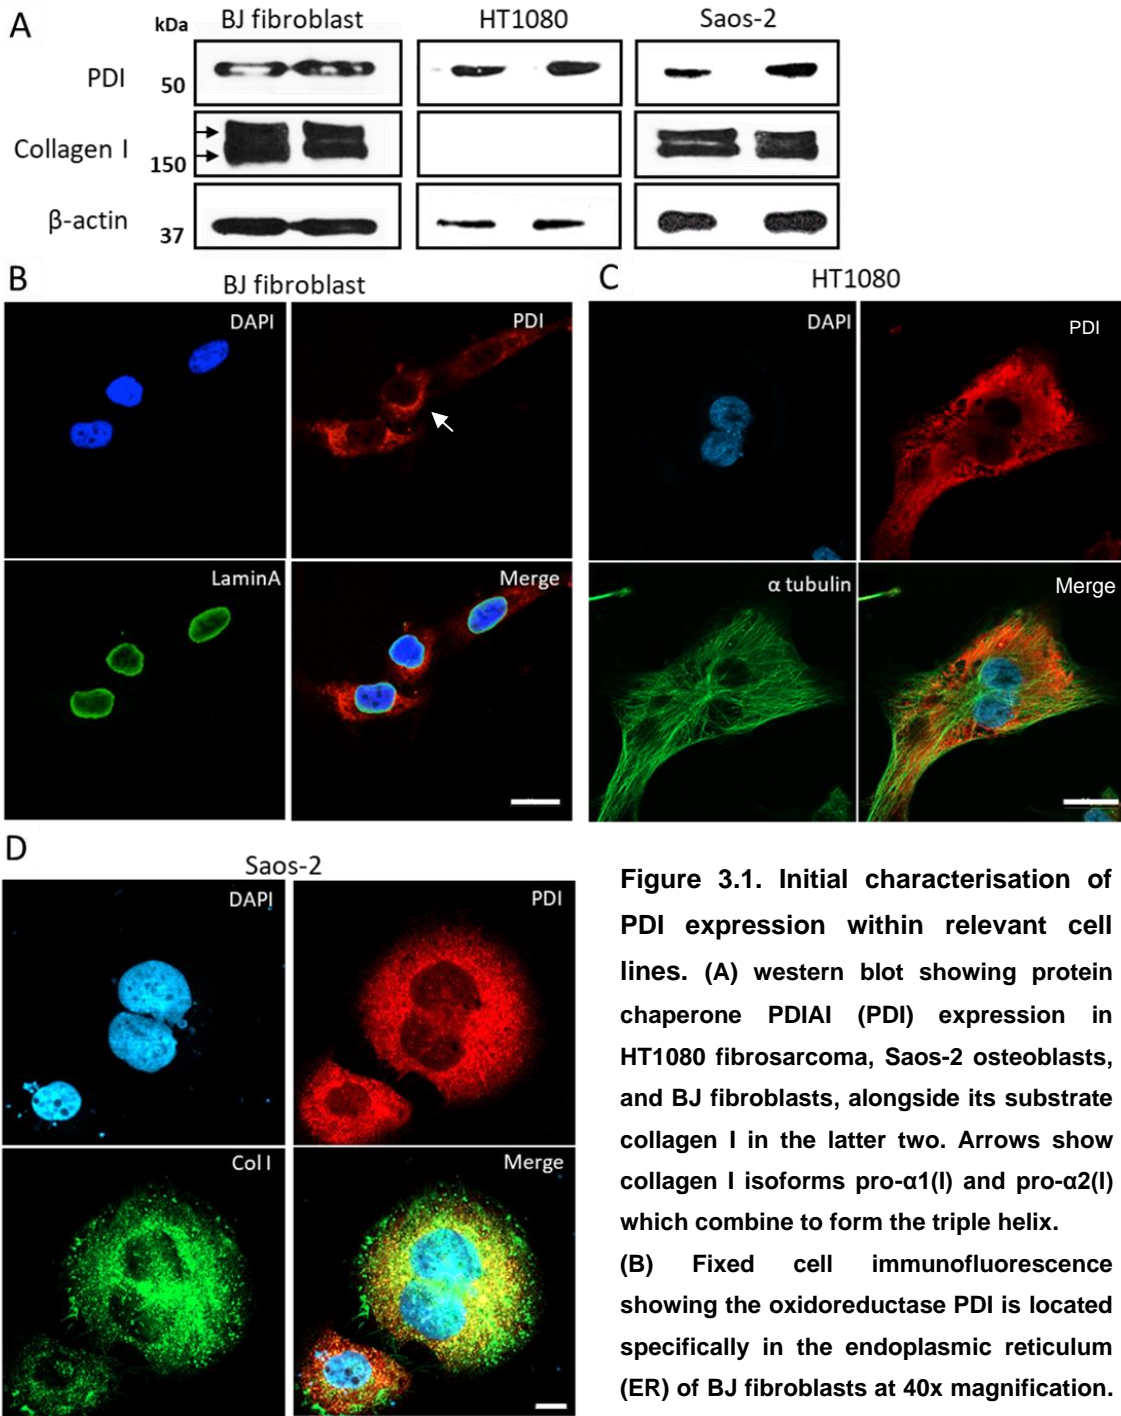 A
kDa
BJ fibroblast
HT1080
Saos-2
PDI
50
Collagen I
150
β-actin
37
B
BJ fibroblast
DAPI
PDI
LaminA
Merge
C
HT1080
DAPI
PDI
α tubulin
Merge
D
Saos-2
DAPI
PDI
Col I
Merge
Figure 3.1. Initial characterisation of
PDI expression within relevant cell
lines. (A) western blot showing protein
chaperone PDIAI (PDI) expression in
HT1080 fibrosarcoma, Saos-2 osteoblasts,
and BJ fibroblasts, alongside its substrate
collagen I in the latter two. Arrows show
collagen I isoforms pro-α1(I) and pro-α2(I)
which combine to form the triple helix.
(B) Fixed cell immunofluorescence
showing the oxidoreductase PDI is located
specifically in the endoplasmic reticulum
(ER) of BJ fibroblasts at 40x magnification.